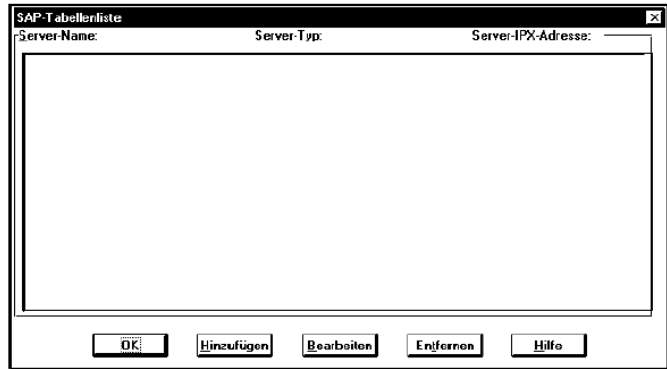 SAP-Tabellenliste
Server-Name: Server-Typ: Server-IPX-Adresse:
OK Hinzufügen Bearbeiten Entfernen Hilfe